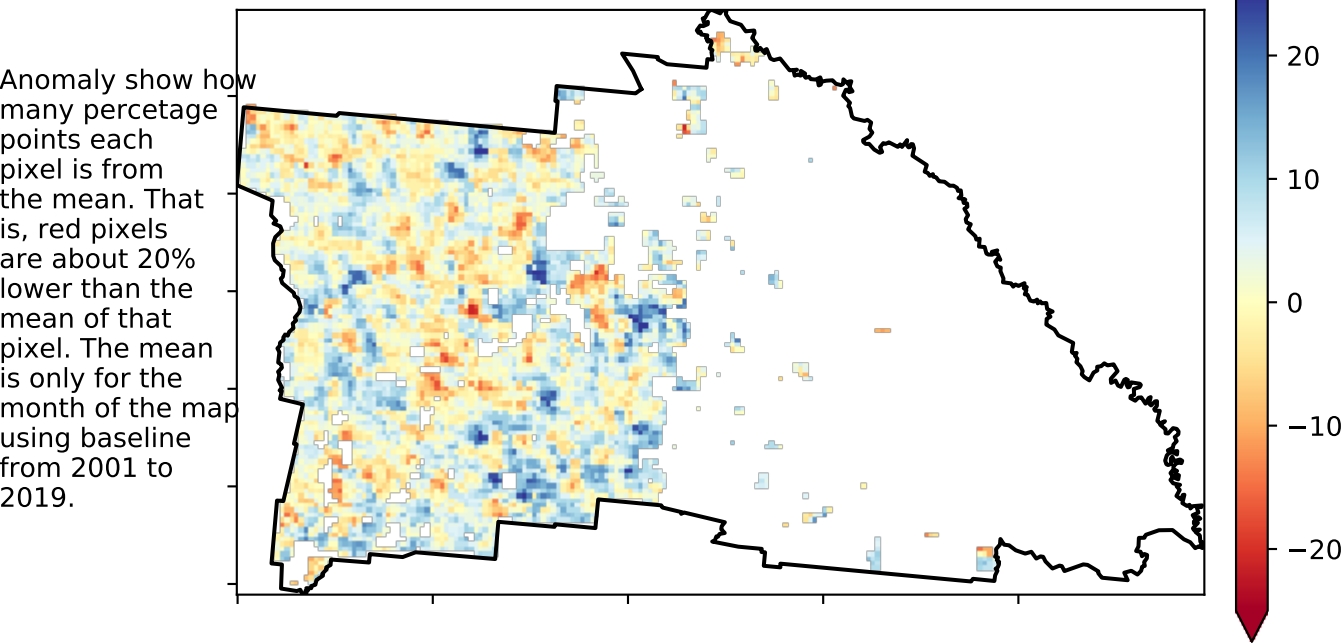 Anomaly show how
many percetage
points each
pixel is from
the mean. That
is, red pixels
are about 20%
lower than the
mean of that
pixel. The mean
is only for the
month of the map
using baseline
from 2001 to
2019.
20
10
0
−10
−20